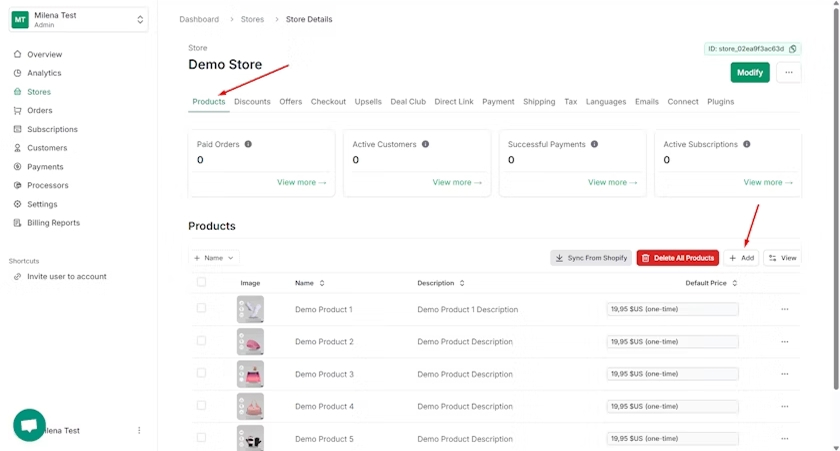 MT Milena Test
Admin
Overview
Analytics
Stores
Orders
Subscriptions
Customers
Payments
Processors
Settings
Billing Reports
Shortcuts
Invite user to account
Test
Dashboard > Stores > Store Details
Store
ID: store_02ea9f3ac63d
Demo Store
Modify ...
Products Discounts Offers Checkout Upsells Deal Club Direct Link Payment Shipping Tax Languages Emails Connect Plugins
Paid Orders Active Customers Successful Payments Active Subscriptions
0 0 0 0
View more → View more → View more → View more →
Products
+ Name Sync From Shopify Delete All Products + Add View
Image Name Description Default Price
Demo Product 1 Demo Product 1 Description 19,95 $US (one-time) ...
Demo Product 2 Demo Product Description 19,95 $US (one-time) ...
Demo Product 3 Demo Product Description 19,95 $US (one-time) ...
Demo Product 4 Demo Product Description 19,95 $US (one-time) ...
Demo Product 5 Demo Product Description 19,95 $US (one-time) ...